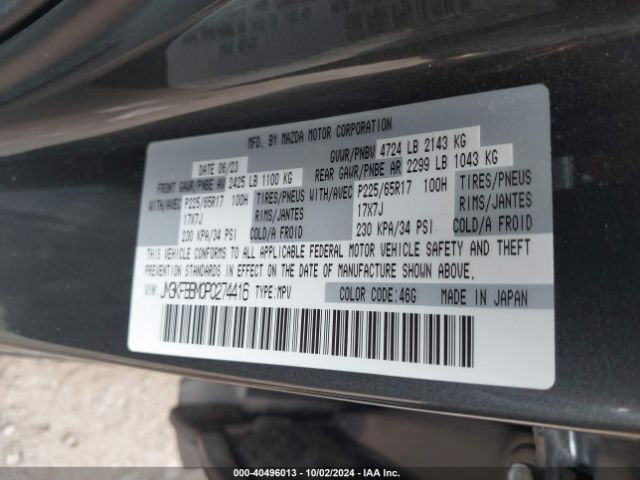 MFD. BY MAZDA MOTOR CORPORATION
DATE 06/23 GVWR/PNBV 4724 LB 2143 KG
FRONT GAWR/PNBE AV 2425 LB 1100 KG REAR GAWR/PNBE AR 2299 LB 1043 KG
WITH/AVEC P225/65R17 100H TIRES/PNEUS WITH/AVEC P225/65R17 100H TIRES/PNEUS
17X7J RIMS/JANTES 17X7J RIMS/JANTES
230 KPA/34 PSI COLD/A FROID 230 KPA/34 PSI COLD/A FROID
THIS VEHICLE CONFORMS TO ALL APPLICABLE FEDERAL MOTOR VEHICLE SAFETY AND THEFT
PREVENTION STANDARDS IN EFFECT ON THE DATE OF MANUFACTURE SHOWN ABOVE.
VIN: JM3KFBBM0P0274416 TYPE:MPV COLOR CODE:46G MADE IN JAPAN
000-40496013 - 10/02/2024 - IAA Inc.